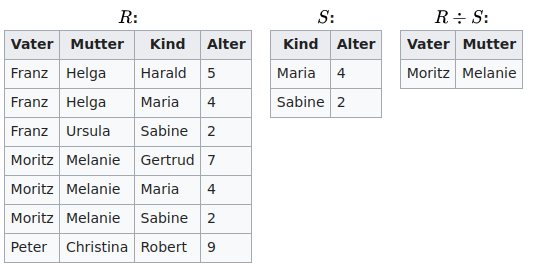 R: S: R ÷ S:
Vater Mutter Kind Alter Kind Alter Vater Mutter
Franz Helga Harald 5 Maria 4 Moritz Melanie
Franz Helga Maria 4 Sabine 2
Franz Ursula Sabine 2
Moritz Melanie Gertrud 7
Moritz Melanie Maria 4
Moritz Melanie Sabine 2
Peter Christina Robert 9